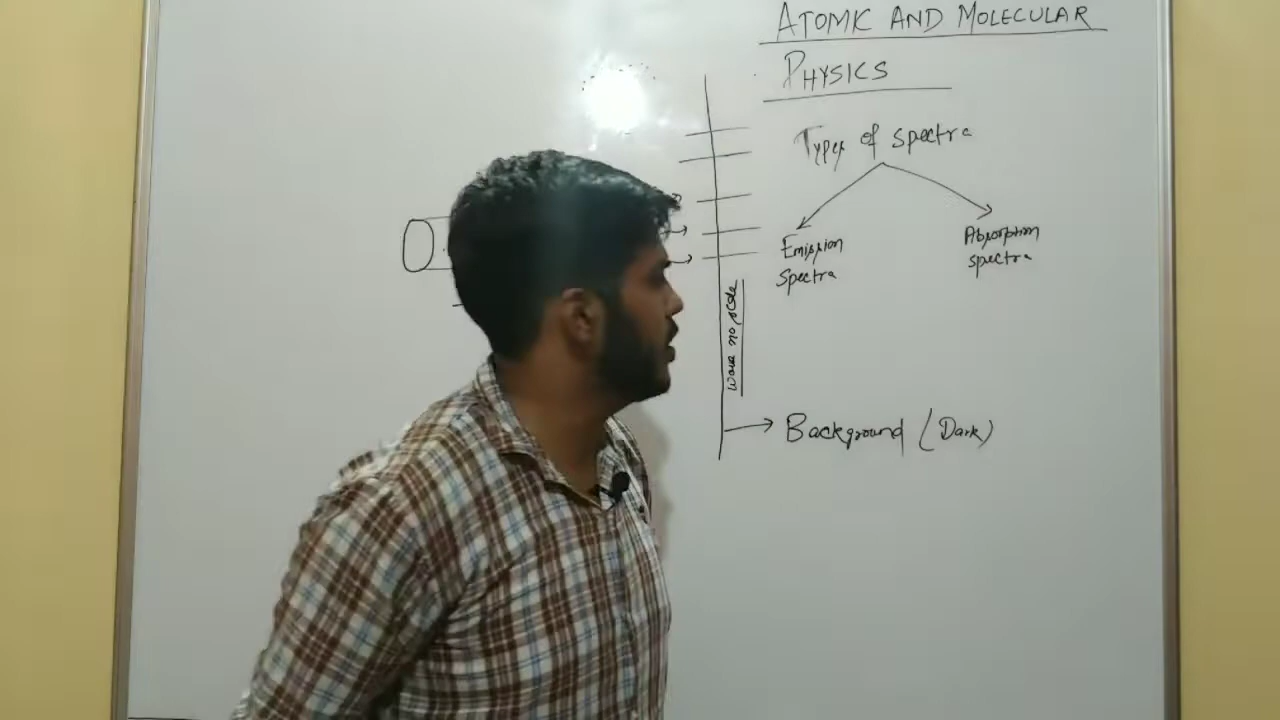 ATOMIC AND MOLECULAR
PHYSICS
Types of spectra
Emission
spectra
Absorption
spectra
Wave no scale
Background (Dark)